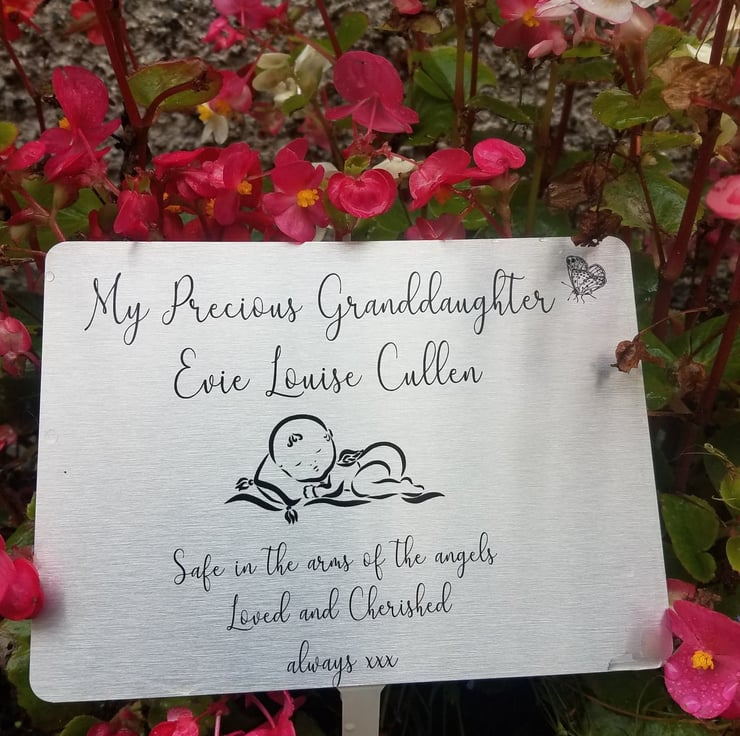 My Precious Granddaughter
Evie Louise Cullen
Safe in the arms of the angels
Loved and Cherished
always xxx